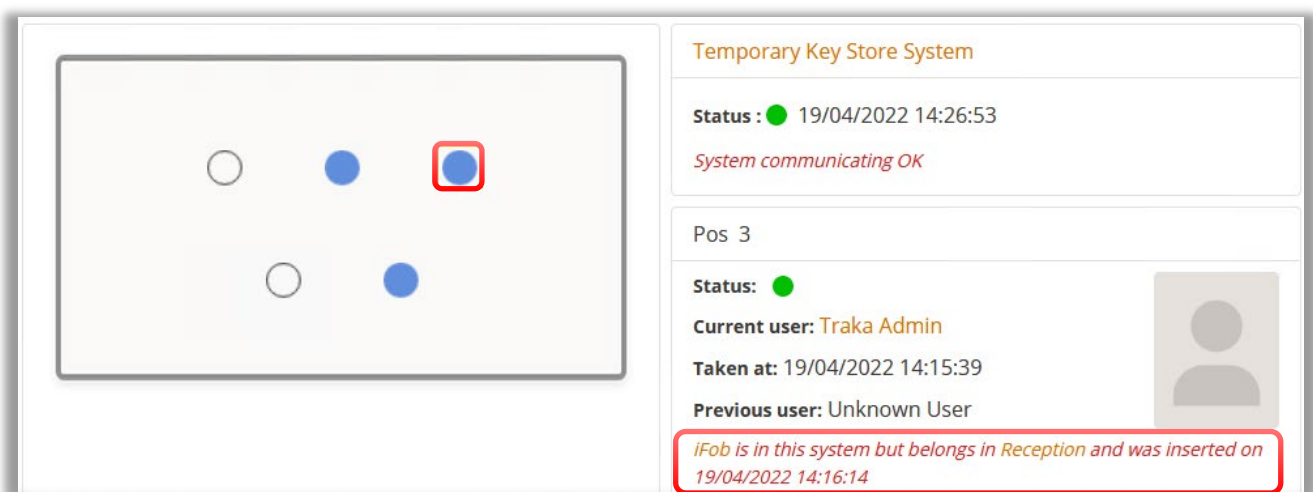 Temporary Key Store System
Status : 19/04/2022 14:26:53
System communicating OK
Pos 3
Status:
Current user: Traka Admin
Taken at: 19/04/2022 14:15:39
Previous user: Unknown User
iFob is in this system but belongs in Reception and was inserted on
19/04/2022 14:16:14